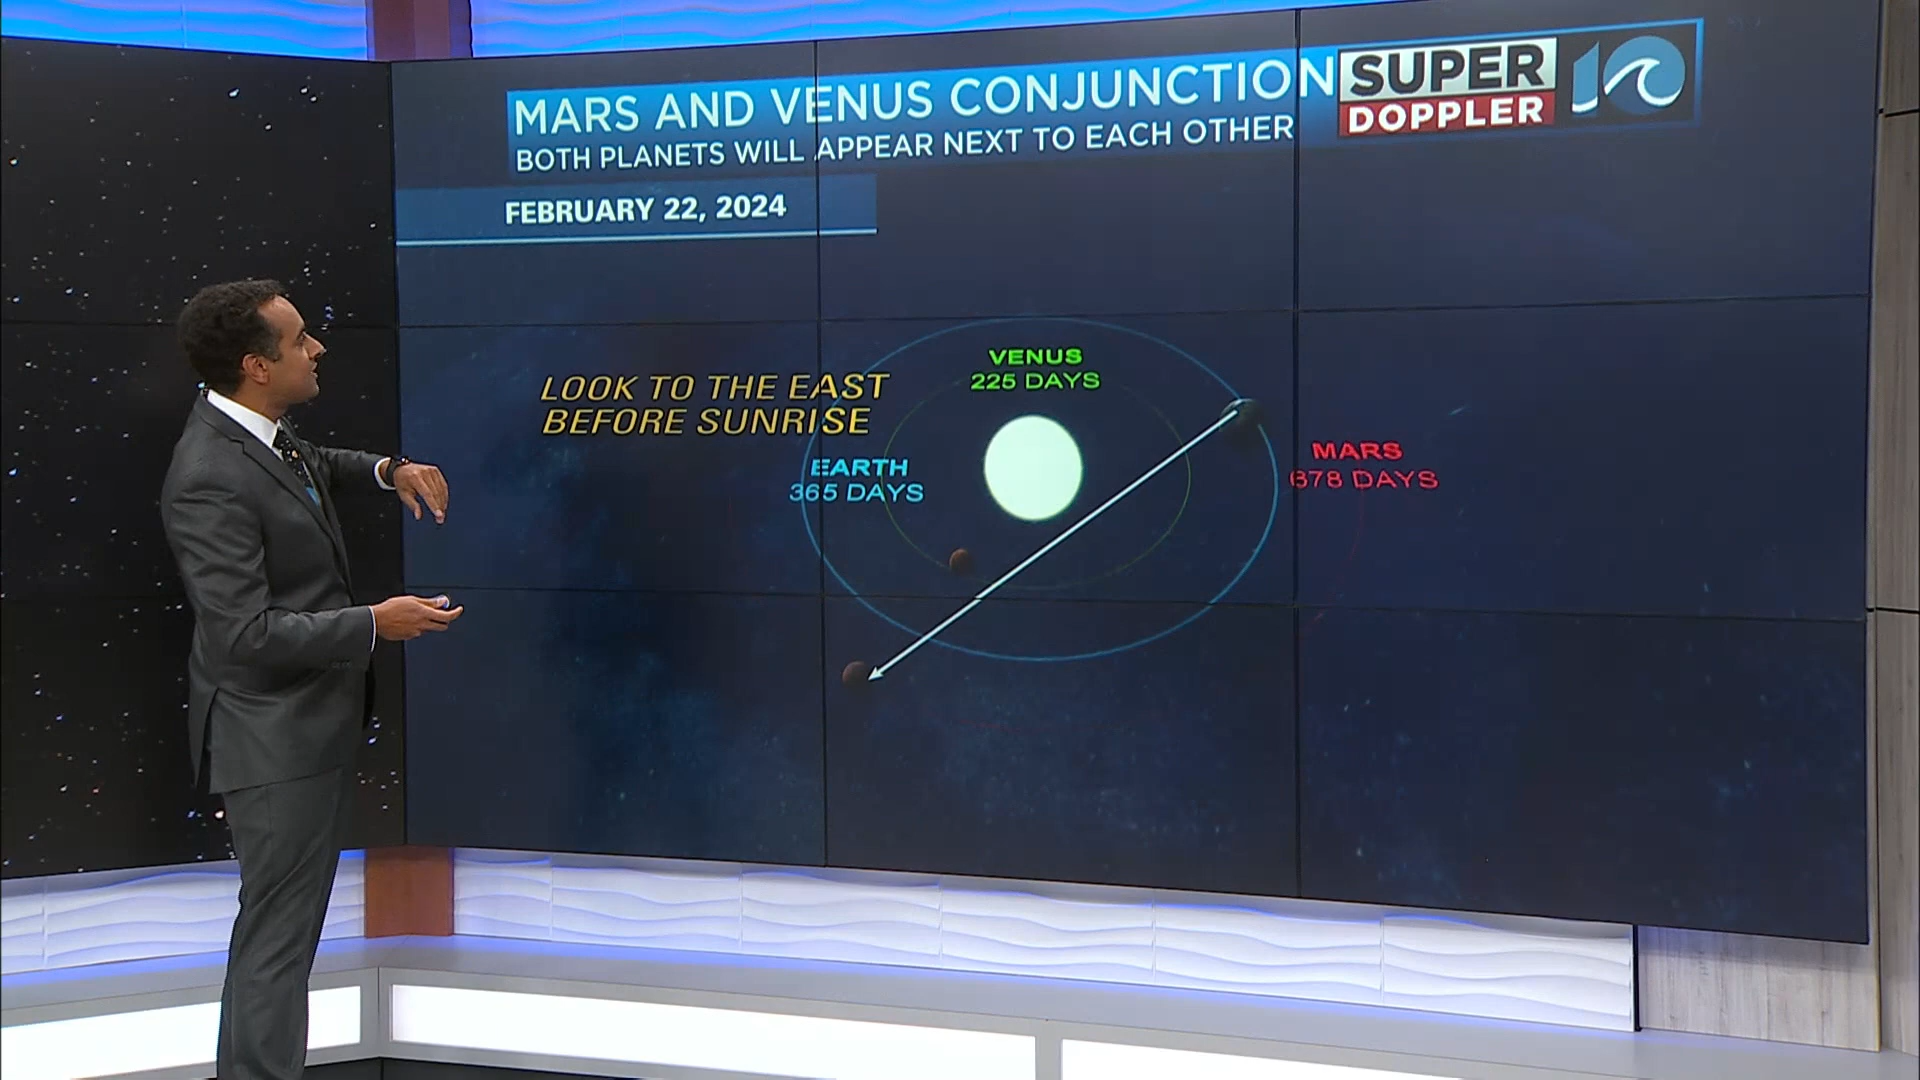 MARS AND VENUS CONJUNCTION
BOTH PLANETS WILL APPEAR NEXT TO EACH OTHER
SUPER
DOPPLER
10
FEBRUARY 22, 2024
LOOK TO THE EAST
BEFORE SUNRISE
VENUS
225 DAYS
EARTH
365 DAYS
MARS
678 DAYS